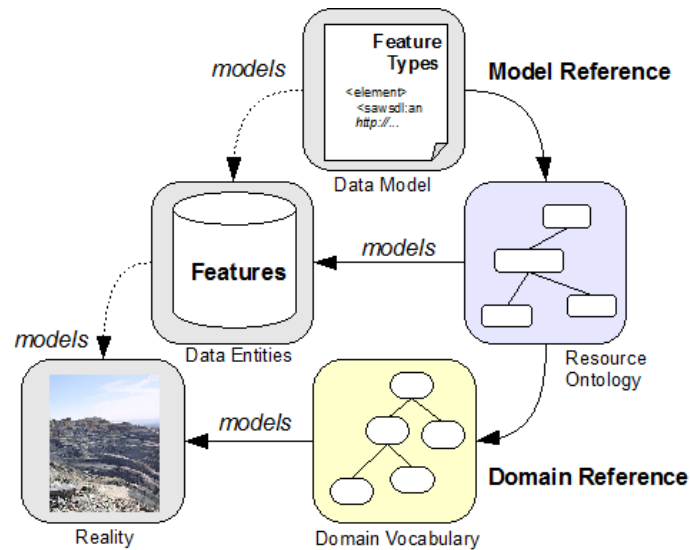 Feature
Types
<element>
<sawsdl:an
http://...
models
Model Reference
Data Model
Features
models
Data Entities
Resource
Ontology
models
models
Domain Reference
Reality
Domain Vocabulary